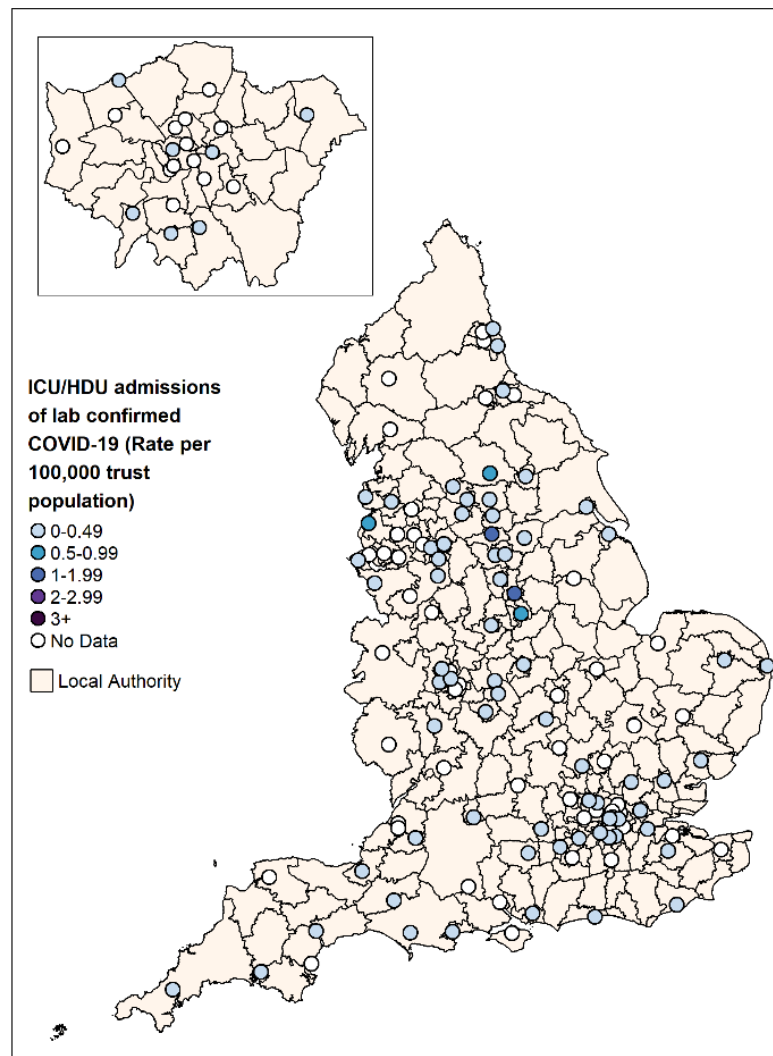 ICU/HDU admissions
of lab confirmed
COVID-19 (Rate per
100,000 trust
population)
0-0.49
0.5-0.99
1-1.99
2-2.99
3+
No Data
Local Authority